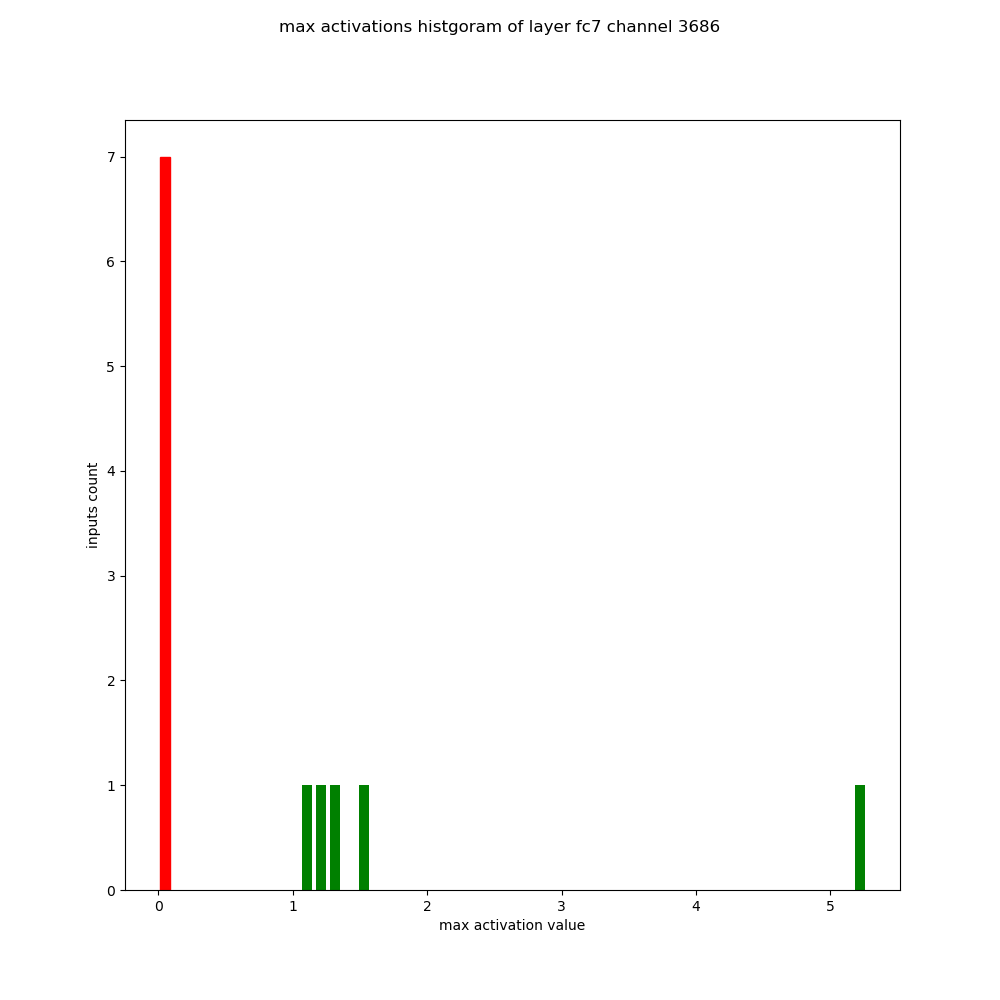 max activations histgoram of layer fc7 channel 3686
7
6
5
4
3
2
1
0
inputs count
0 1 2 3 4 5
max activation value